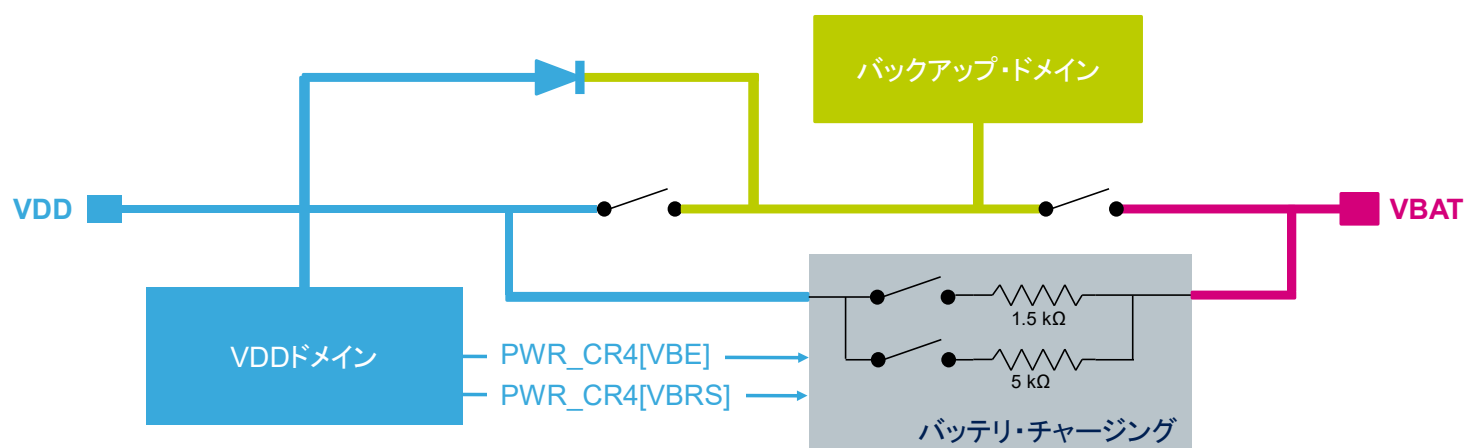 バックアップ・ドメイン
VDD
VBAT
VDDドメイン
PWR_CR4[VBE]
PWR_CR4[VBRS]
1.5 kΩ
5 kΩ
バッテリ・チャージング